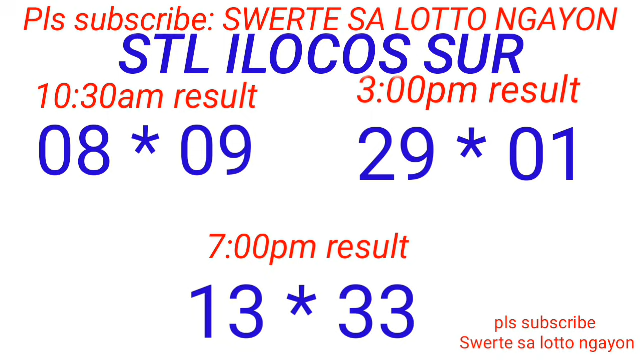 Pls subscribe: SWERTE SA LOTTO NGAYON
STL ILOCOS SUR
10:30am result
08 * 09
3:00pm result
29 * 01
7:00pm result
13 * 33
pls subscribe
Swerte sa lotto ngayon